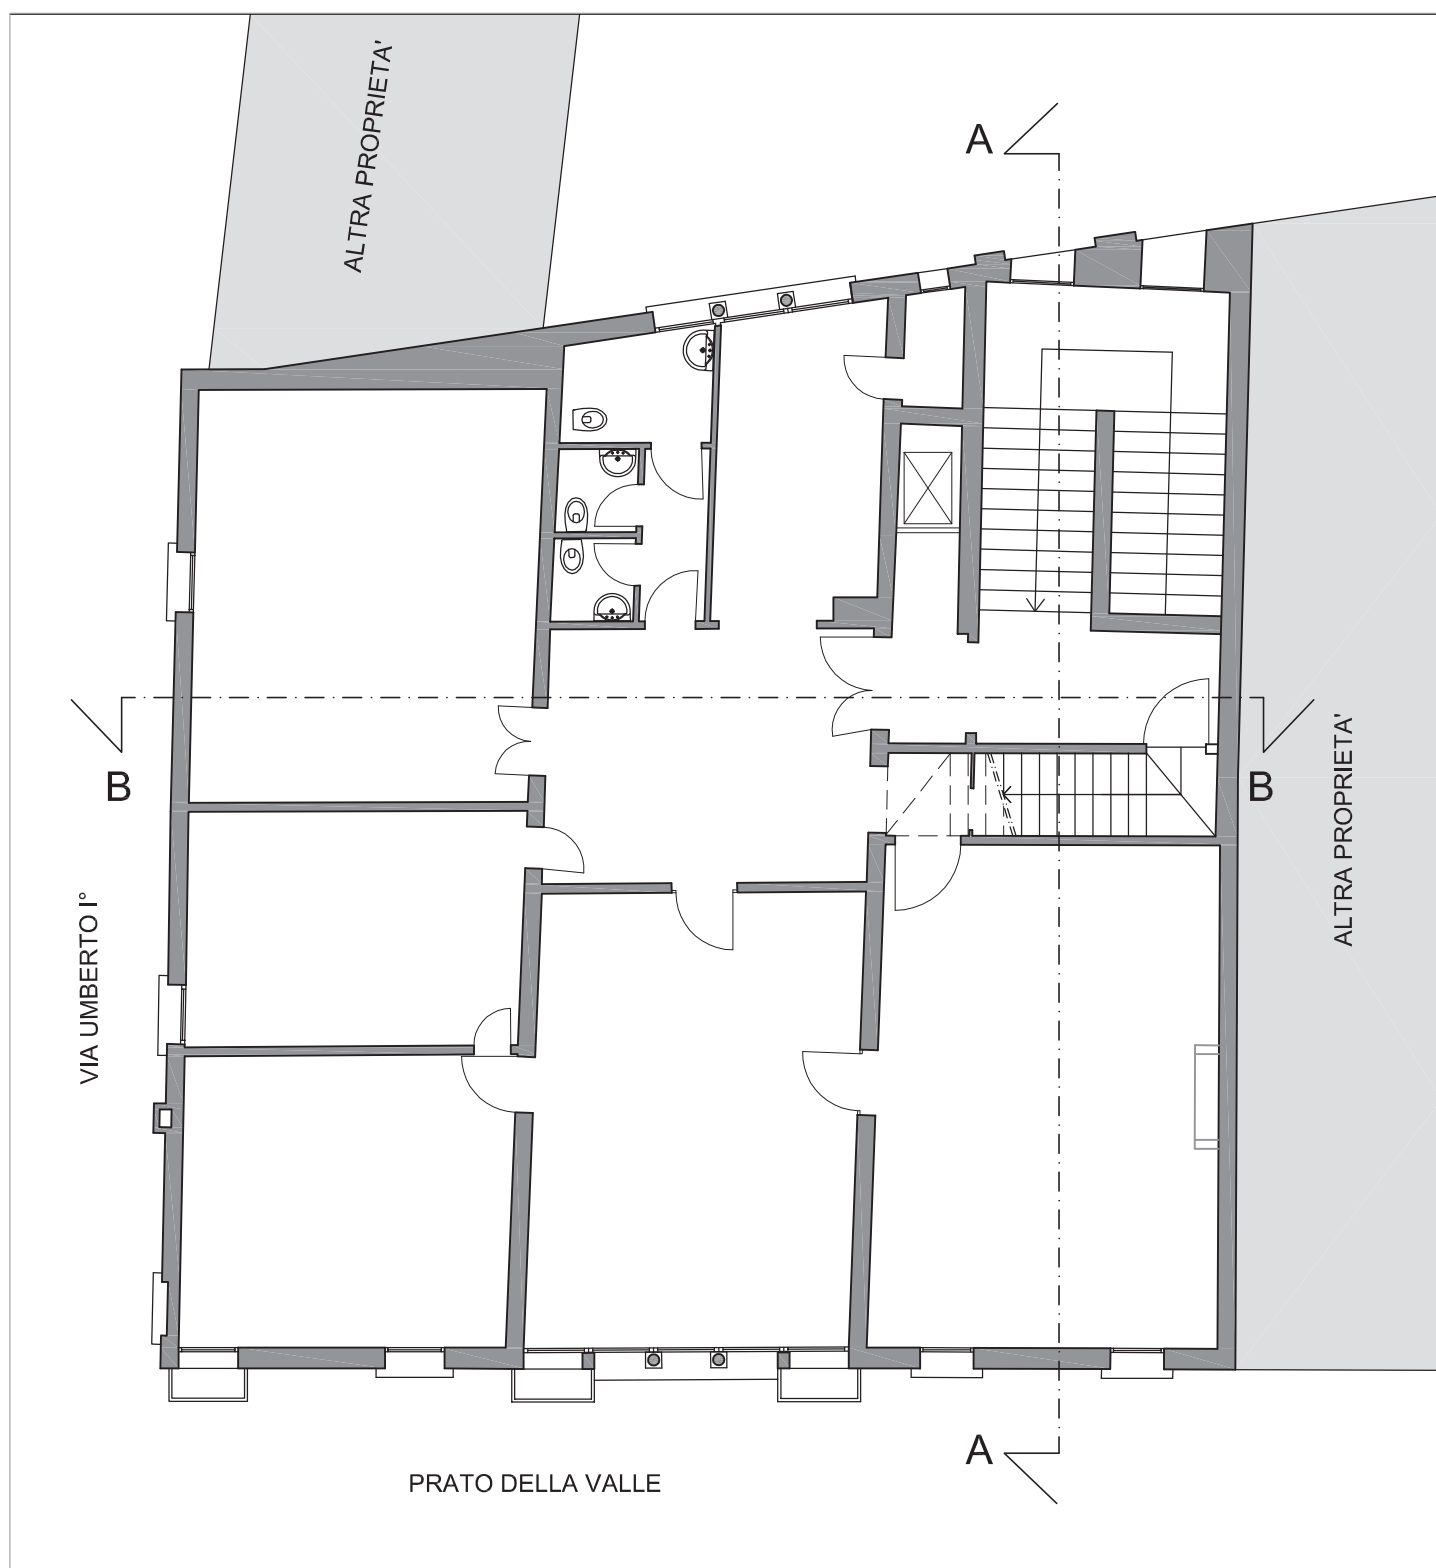 ALTRA PROPRIETA'
A
B
B
ALTRA PROPRIETA'
VIA UMBERTO I°
A
PRATO DELLA VALLE